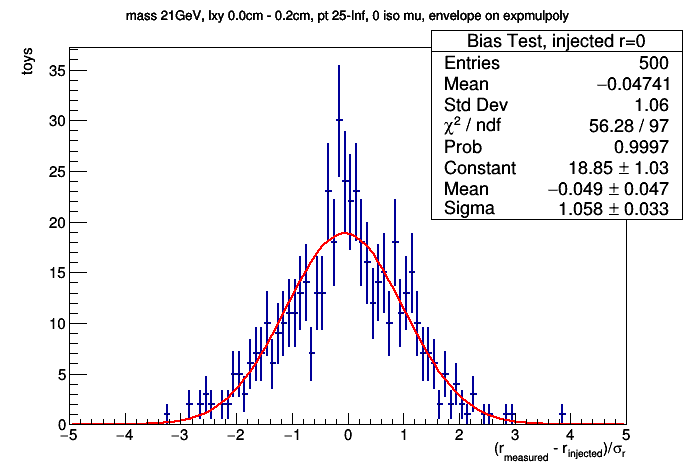 mass 21GeV, lxy 0.0cm - 0.2cm, pt 25-Inf, 0 iso mu, envelope on expmulpoly
Bias Test, injected r=0
Entries 500
Mean −0.04741
Std Dev 1.06
χ² / ndf 56.28 / 97
Prob 0.9997
Constant 18.85 ± 1.03
Mean −0.049 ± 0.047
Sigma 1.058 ± 0.033
toys
35
30
25
20
15
10
5
0
−5 −4 −3 −2 −1 0 1 2 3 4 5
(r_measured - r_injected)/σ_r